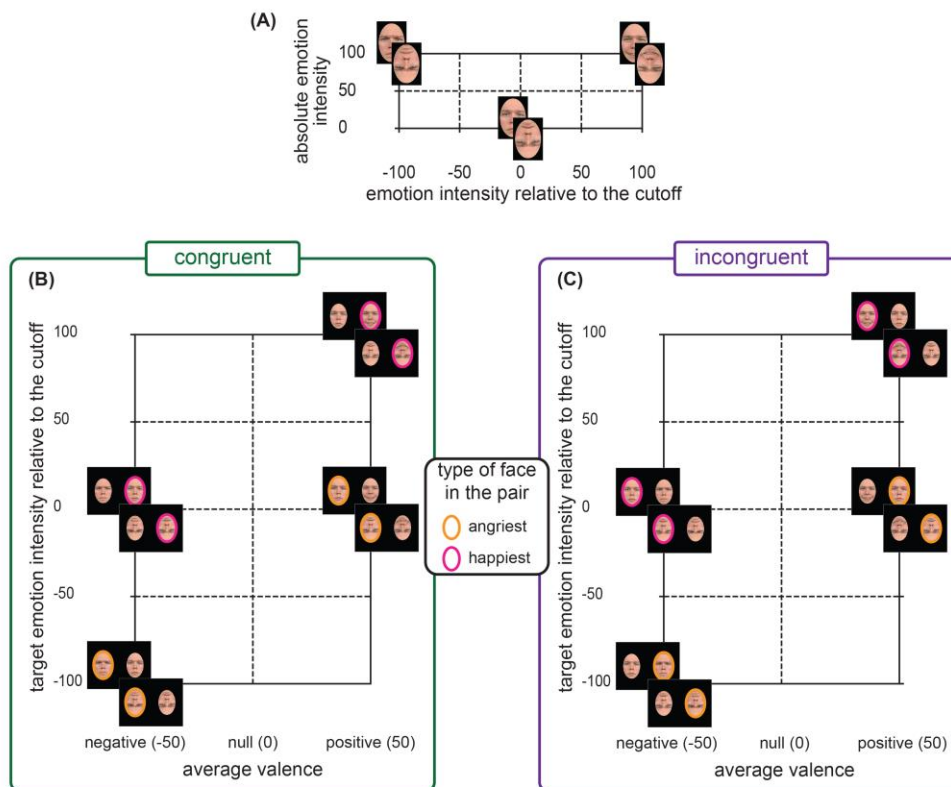 (A)
absolute emotion
intensity
100
50
0
-100 -50 0 50 100
emotion intensity relative to the cutoff
congruent
(B)
target emotion intensity relative to the cutoff
100
50
0
-50
-100
negative (-50) null (0) positive (50)
average valence
type of face
in the pair
angriest
happiest
incongruent
(C)
target emotion intensity relative to the cutoff
100
50
0
-50
-100
negative (-50) null (0) positive (50)
average valence